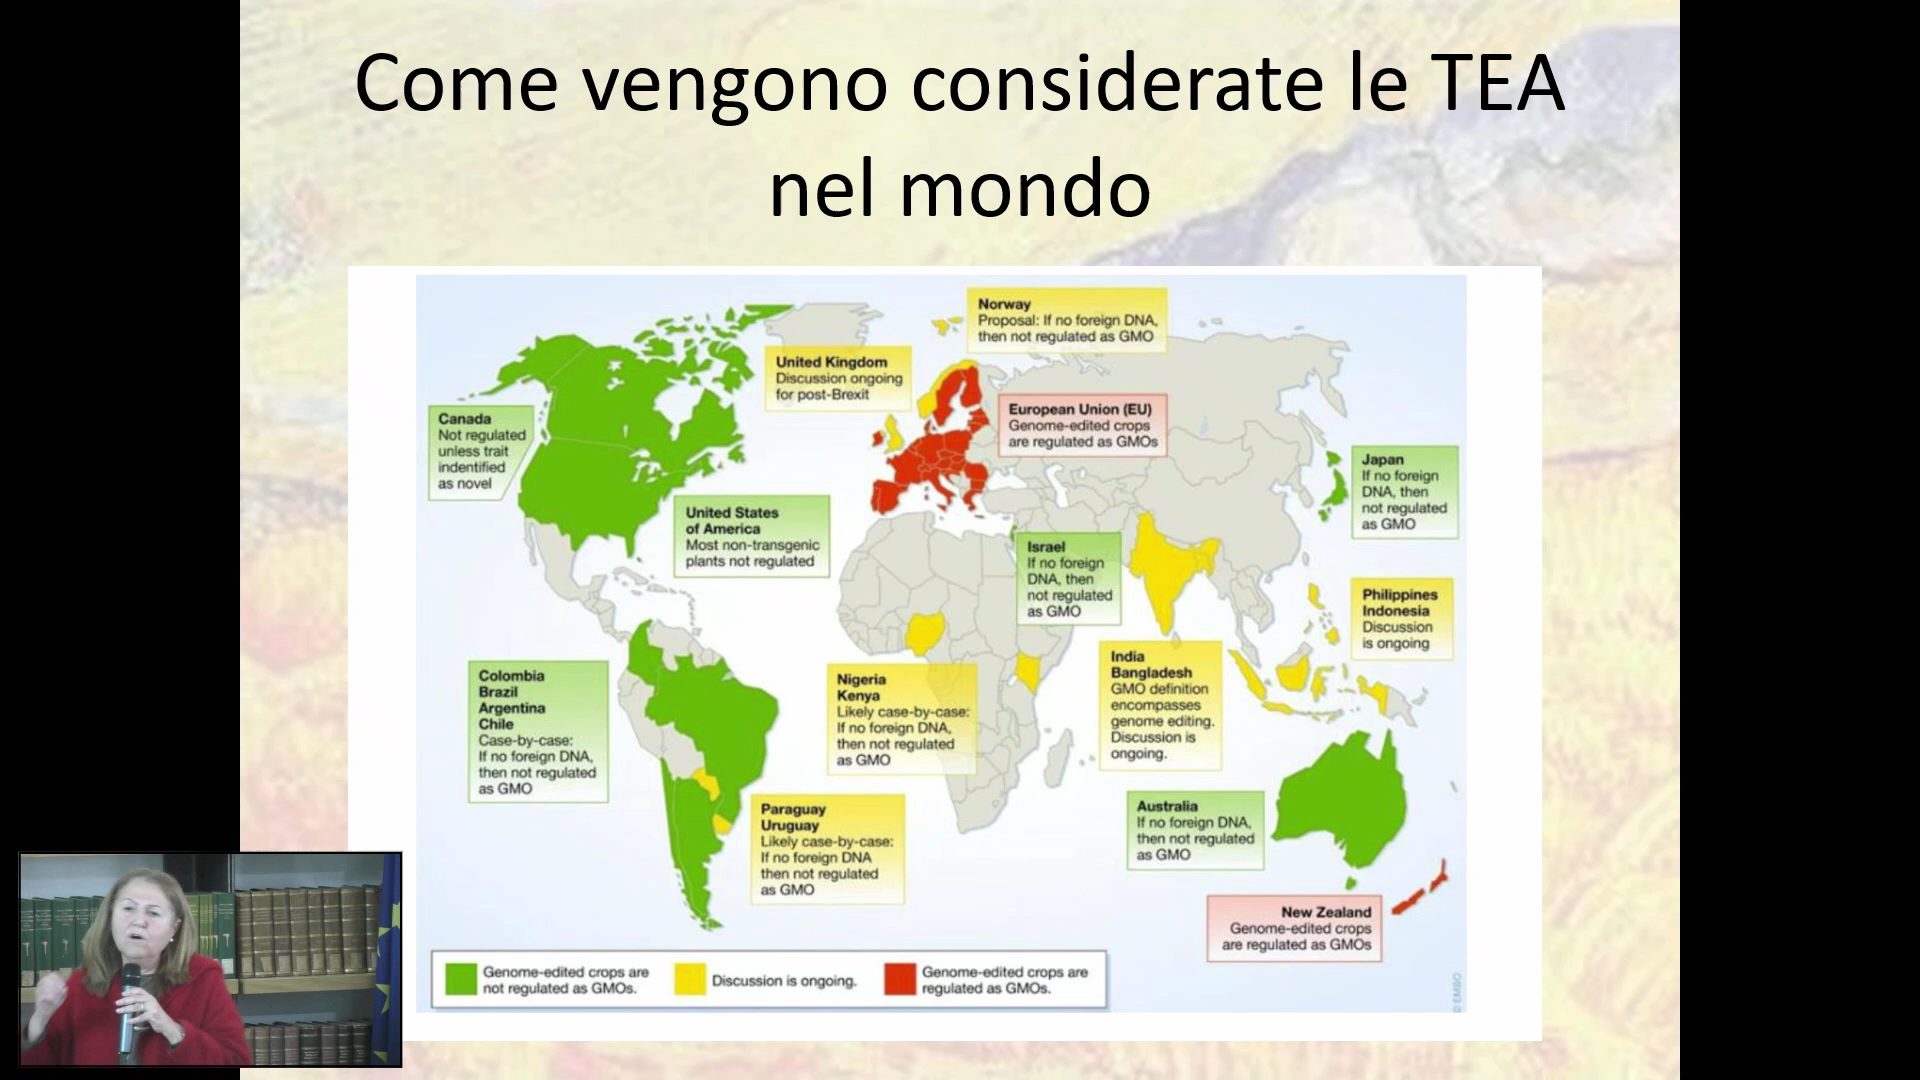 Come vengono considerate le TEA
nel mondo
Norway
Proposal: If no foreign DNA,
then not regulated as GMO
United Kingdom
Discussion ongoing
for post-Brexit
European Union (EU)
Genome-edited crops
are regulated as GMOs
Canada
Not regulated
unless trait
indentified
as novel
Japan
If no foreign
DNA, then
not regulated
as GMO
United States
of America
Most non-transgenic
plants not regulated
Israel
If no foreign
DNA, then
not regulated
as GMO
Philippines
Indonesia
Discussion
is ongoing
Colombia
Brazil
Argentina
Chile
Case-by-case:
If no foreign DNA,
then not regulated
as GMO
Nigeria
Kenya
Likely case-by-case:
If no foreign DNA,
then not regulated
as GMO
India
Bangladesh
GMO definition
encompasses
genome editing.
Discussion is
ongoing.
Paraguay
Uruguay
Likely case-by-case:
If no foreign DNA
then not regulated
as GMO
Australia
If no foreign DNA,
then not regulated
as GMO
New Zealand
Genome-edited crops
are regulated as GMOs
Genome-edited crops are
not regulated as GMOs.
Discussion is ongoing.
Genome-edited crops are
regulated as GMOs.
© EMBO